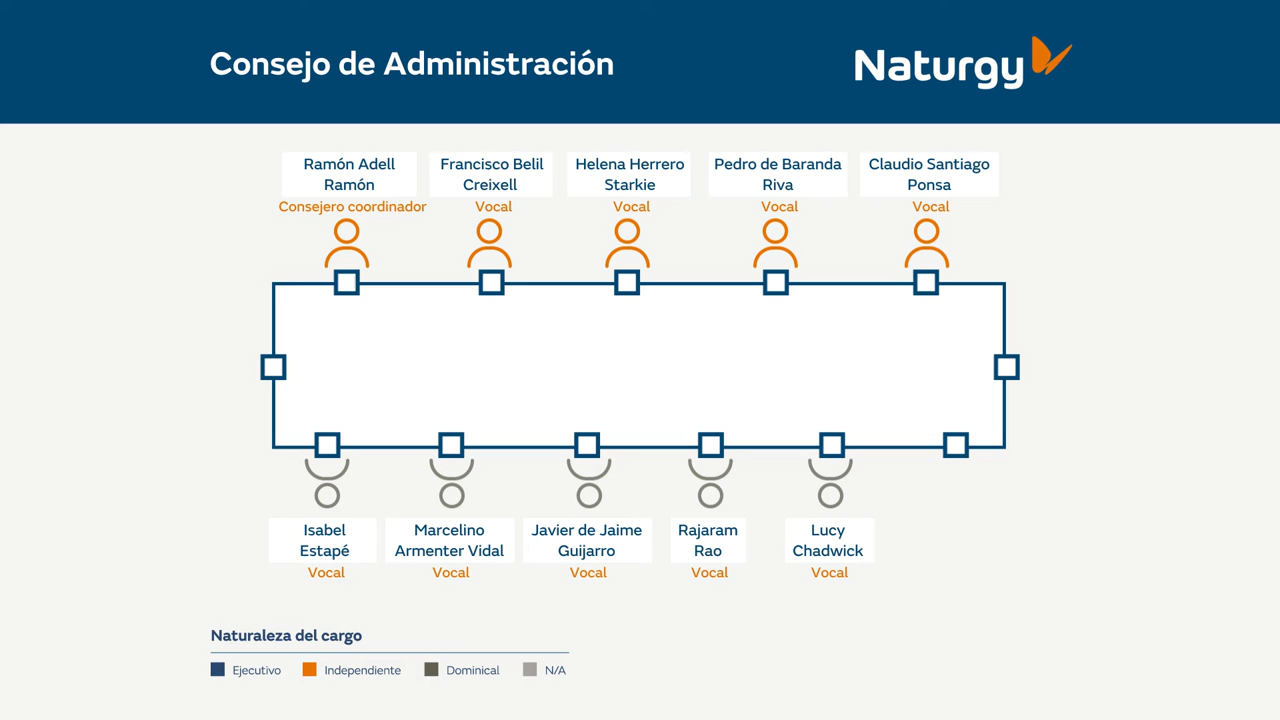 Consejo de Administración
Naturgy
Ramón Adell
Ramón
Consejero coordinador
Francisco Belil
Creixell
Vocal
Helena Herrero
Starkie
Vocal
Pedro de Baranda
Riva
Vocal
Claudio Santiago
Ponsa
Vocal
Isabel
Estapé
Vocal
Marcelino
Armenter Vidal
Vocal
Javier de Jaime
Guijarro
Vocal
Rajaram
Rao
Vocal
Lucy
Chadwick
Vocal
Naturaleza del cargo
Ejecutivo
Independiente
Dominical
N/A